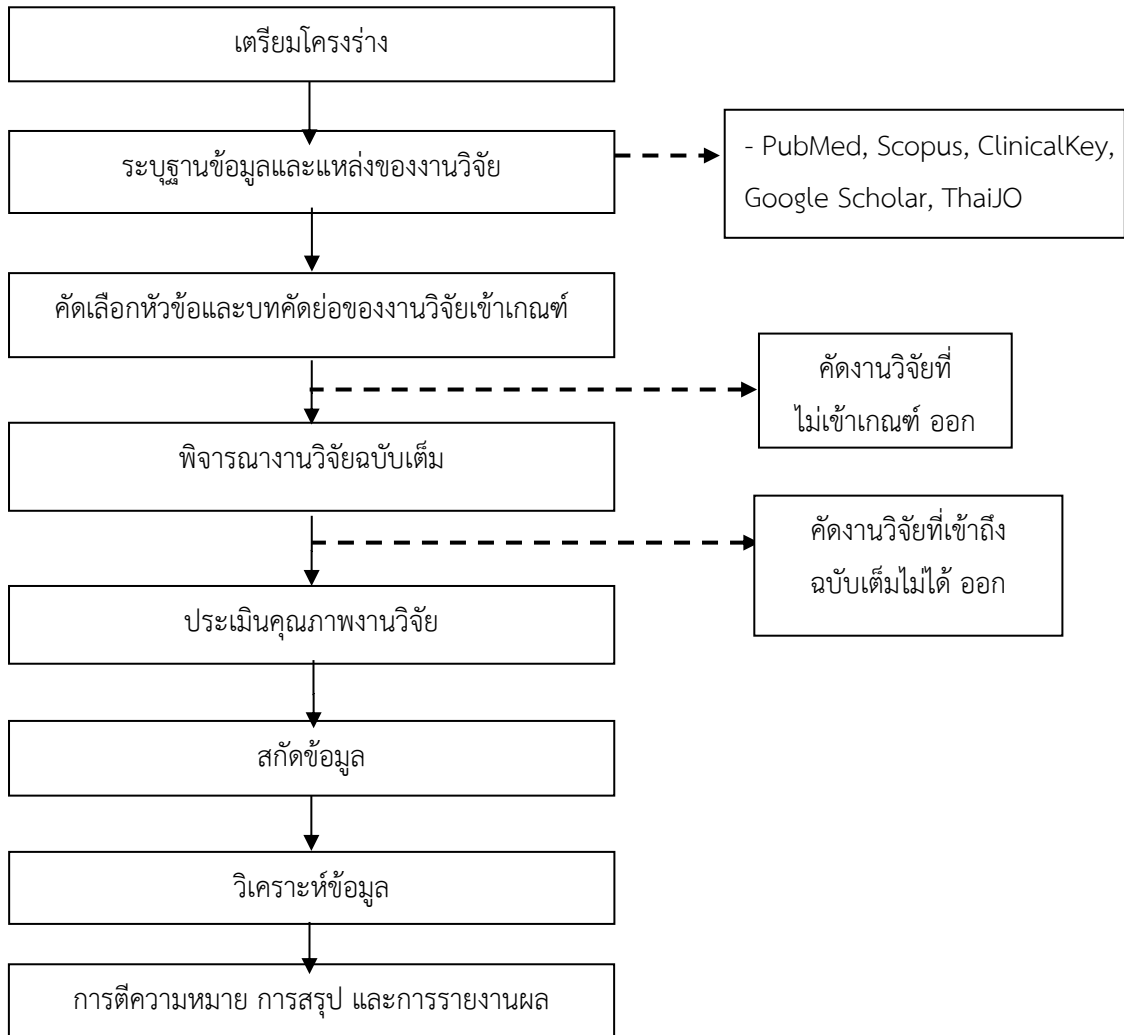 เตรียมโครงร่าง
ระบุฐานข้อมูลและแหล่งของงานวิจัย
- PubMed, Scopus, ClinicalKey,
Google Scholar, ThaiJO
คัดเลือกหัวข้อและบทคัดย่อของงานวิจัยเข้าเกณฑ์
คัดงานวิจัยที่
ไม่เข้าเกณฑ์ ออก
พิจารณางานวิจัยฉบับเต็ม
คัดงานวิจัยที่เข้าถึง
ฉบับเต็มไม่ได้ ออก
ประเมินคุณภาพงานวิจัย
สกัดข้อมูล
วิเคราะห์ข้อมูล
การตีความหมาย การสรุป และการรายงานผล